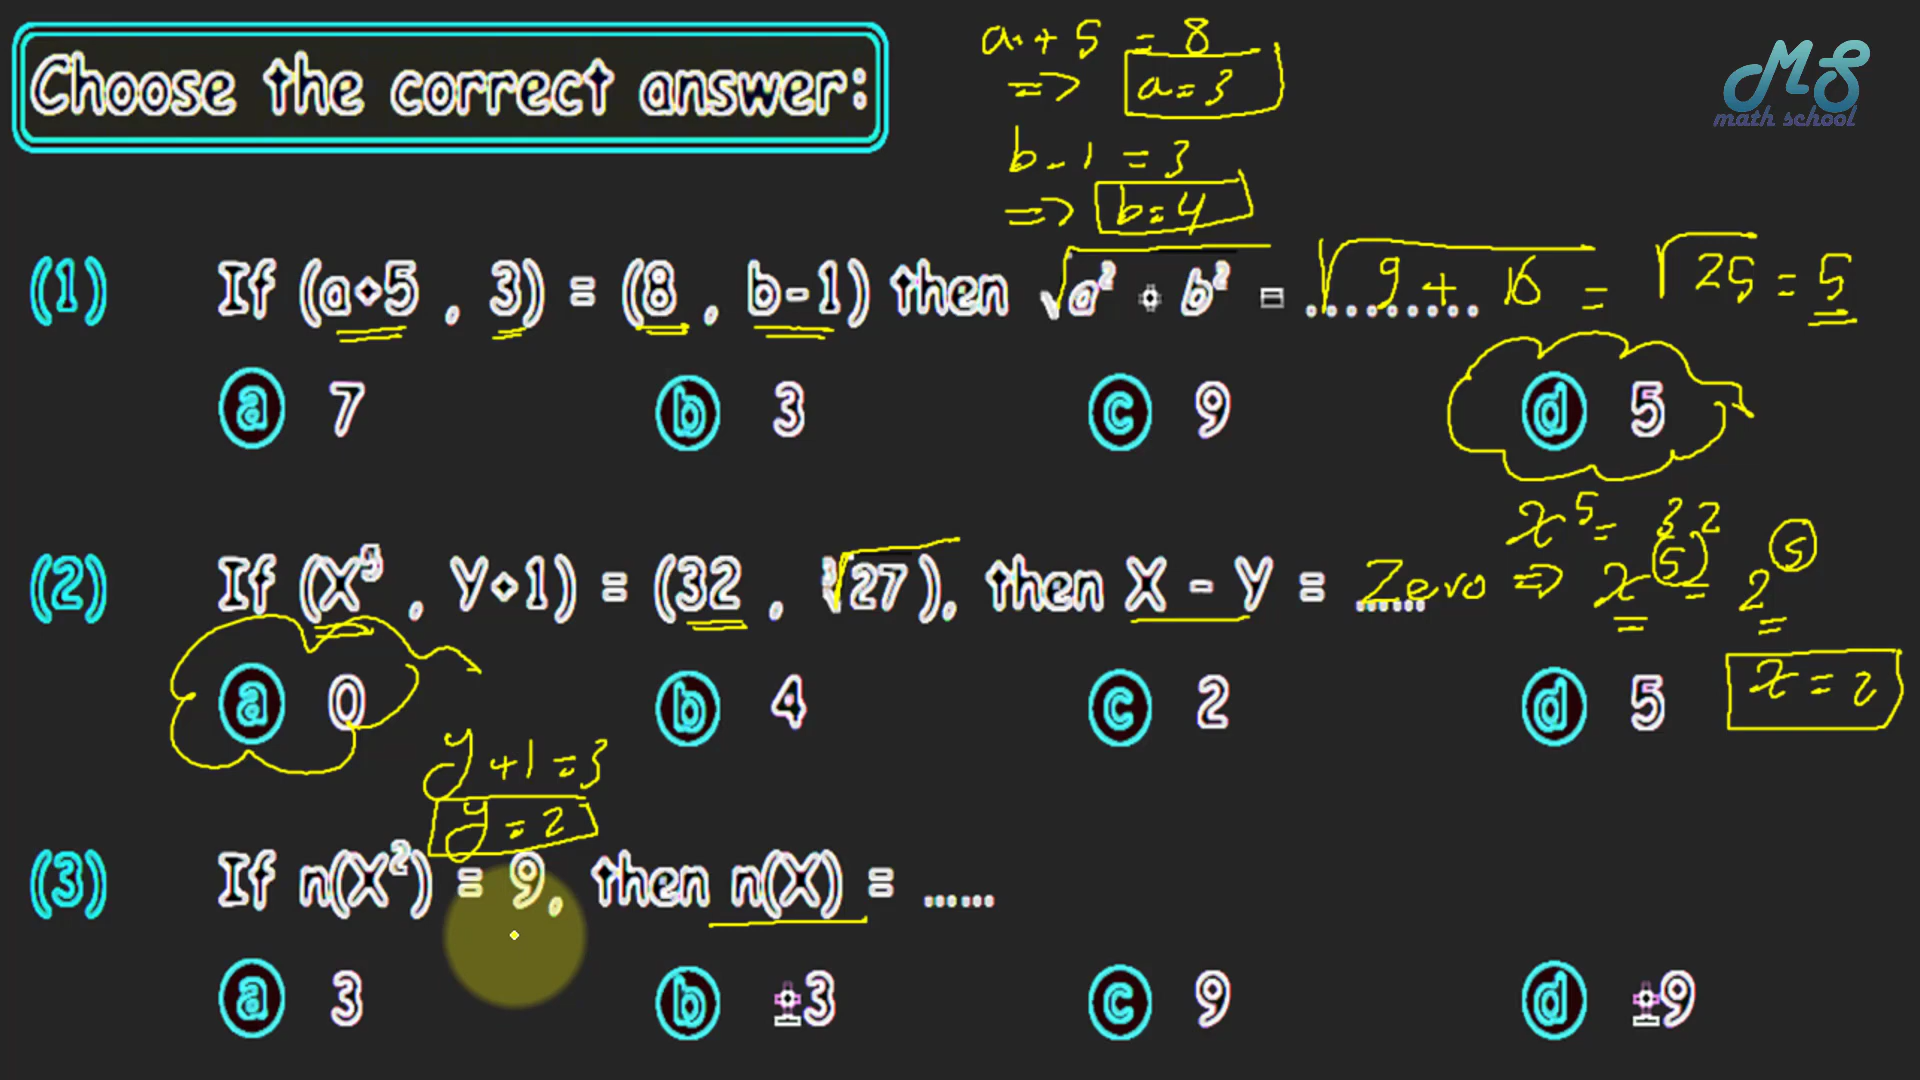 Choose the correct answer:
a + 5 = 8
=> a = 3
b - 1 = 3
=> b = 4
MS
math school
(1) If (a+5 , 3) = (8 , b-1) then √a² + b² = .......... √9 + 16 = √25 = 5
a 7 b 3 c 9 d 5
x⁵ = 32
(2) If (X⁵ , Y+1) = (32 , ∛27), then X - Y = ...... Zero => x⁵ = 2⁵
a 0 b 4 c 2 d 5 x = 2
y + 1 = 3
y = 2
(3) If n(X²) = 9, then n(X) = ......
a 3 b ±3 c 9 d ±9